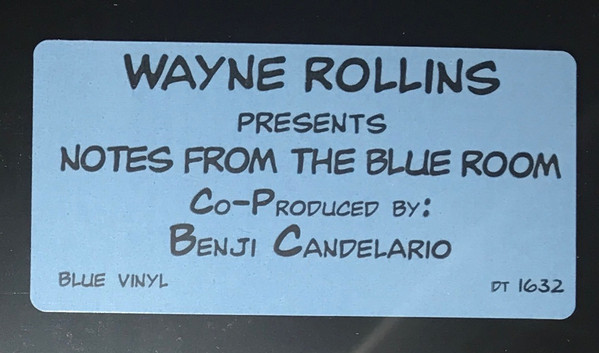 WAYNE ROLLINS
PRESENTS
NOTES FROM THE BLUE ROOM
CO-PRODUCED BY:
BENJI CANDELARIO
BLUE VINYL
DT 1632